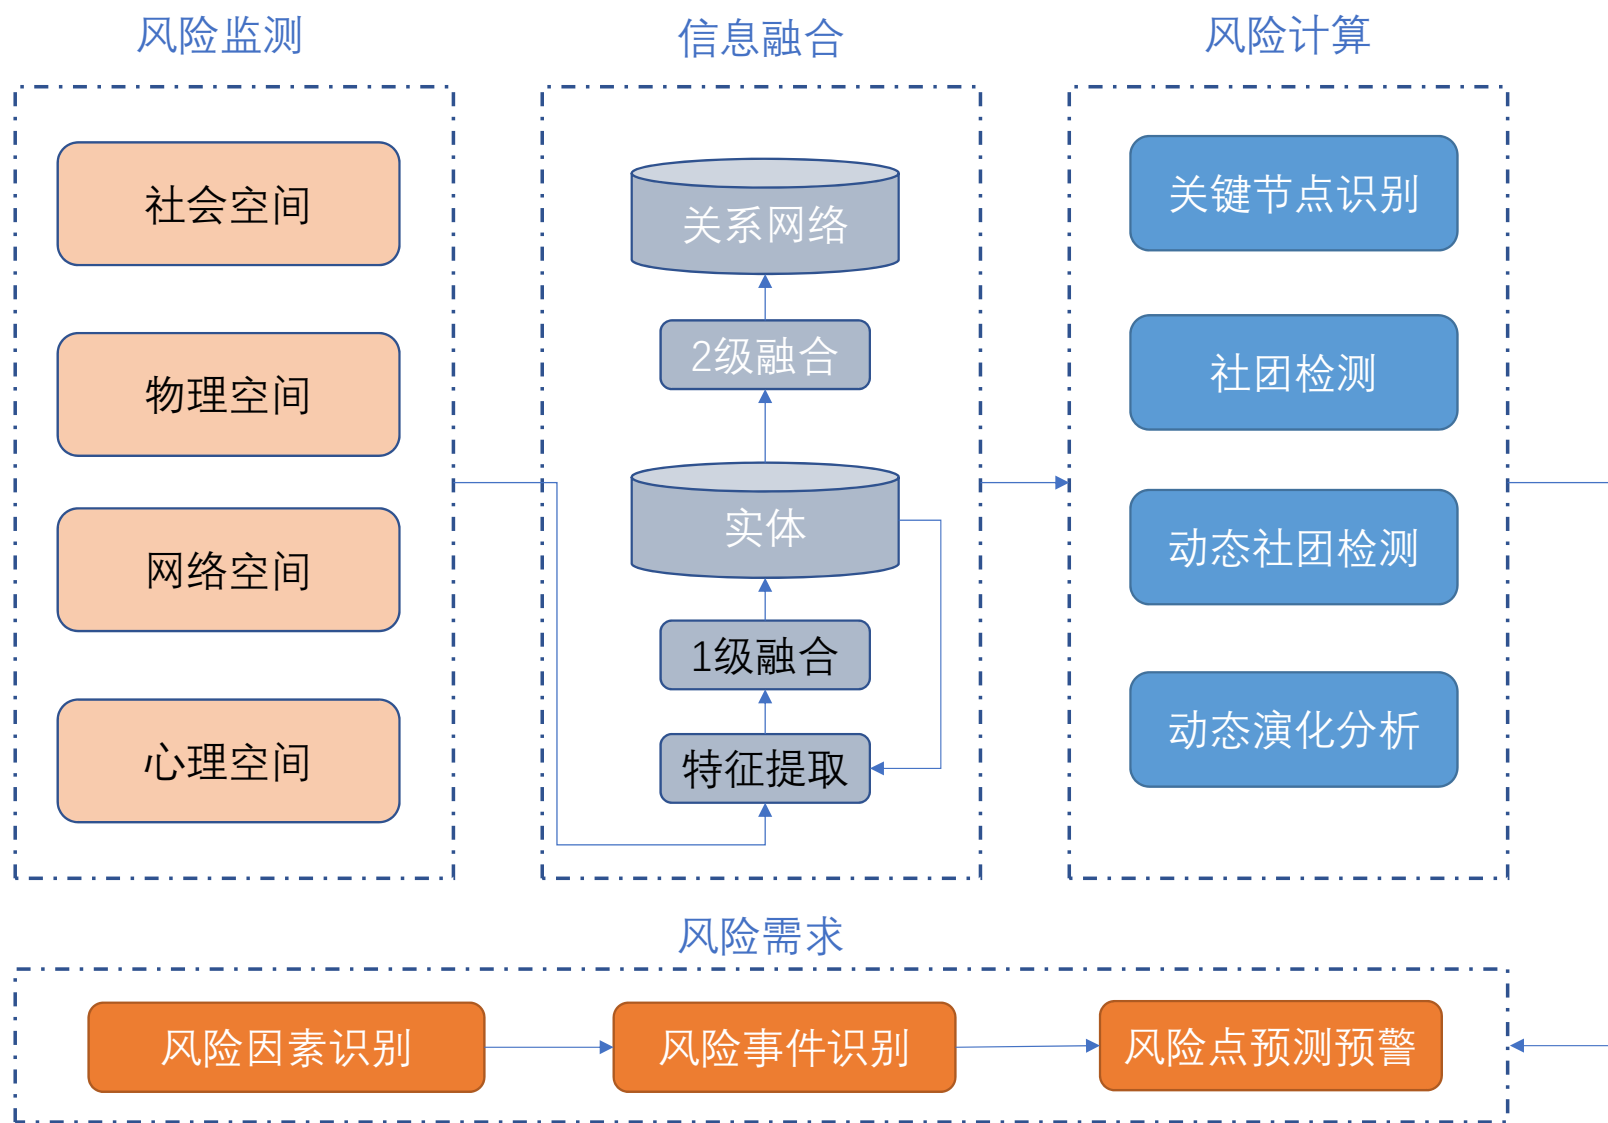 风险监测
信息融合
风险计算
社会空间
物理空间
网络空间
心理空间
关系网络
2级融合
实体
1级融合
特征提取
关键节点识别
社团检测
动态社团检测
动态演化分析
风险需求
风险因素识别
风险事件识别
风险点预测预警